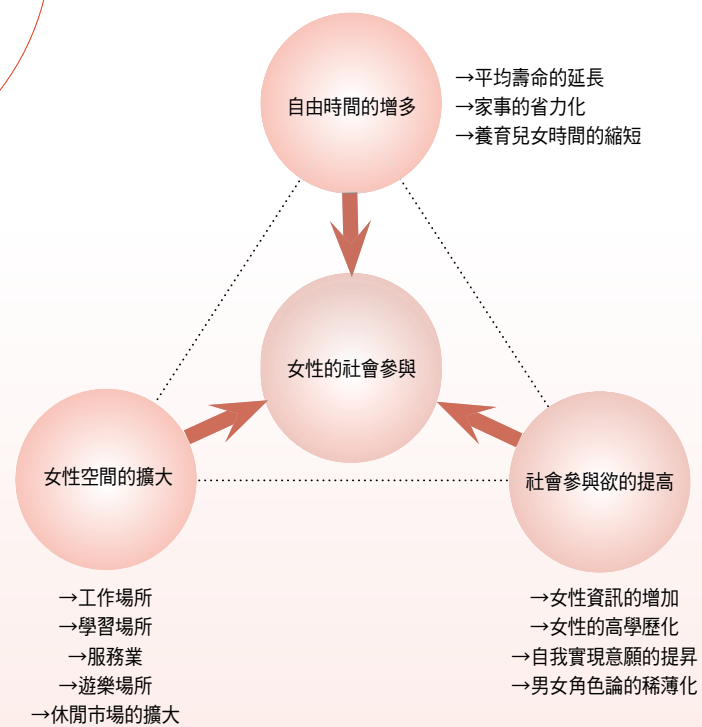 自由時間的增多
→平均壽命的延長
→家事的省力化
→養育兒女時間的縮短
女性的社會參與
女性空間的擴大
→工作場所
→學習場所
→服務業
→遊樂場所
→休閒市場的擴大
社會參與欲的提高
→女性資訊的增加
→女性的高學歷化
→自我實現意願的提昇
→男女角色論的稀薄化